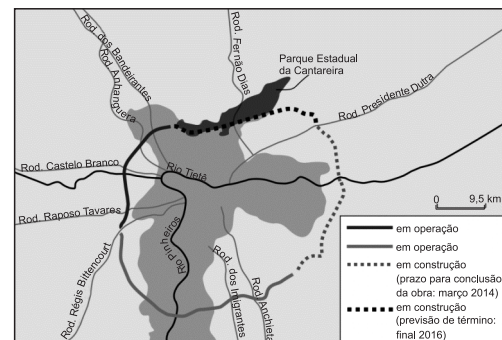 Rod. dos Bandeirantes
Rod. Anhanguera
Rod. Fernão Dias
Parque Estadual
da Cantareira
Rod. Presidente Dutra
Rod. Castelo Branco
Rio Tietê
Rod. Raposo Tavares
Rio Pinheiros
Rod. Régis Bittencourt
Rod. dos Imigrantes
Rod. Anchieta
0 9,5 km
em operação
em operação
em construção
(prazo para conclusão
da obra: março 2014)
em construção
(previsão de término:
final 2016)